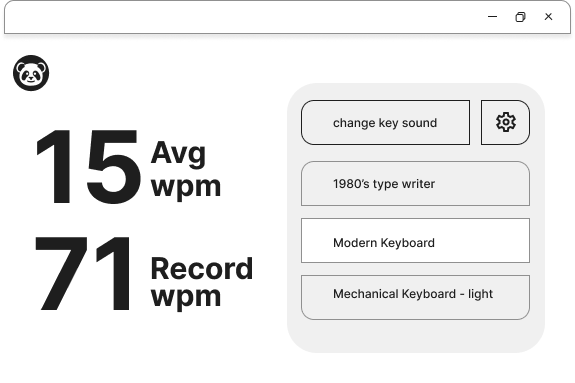 15
Avg
wpm
71
Record
wpm
change key sound
1980's type writer
Modern Keyboard
Mechanical Keyboard - light